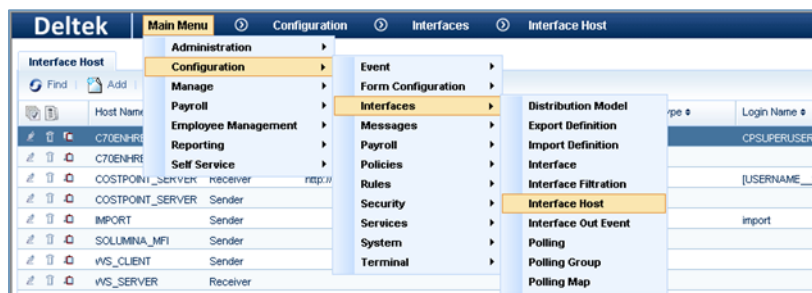 Deltek Main Menu Configuration Interfaces Interface Host
Interface Host
Administration
Configuration
Manage
Payroll
Employee Management
Reporting
Self Service
Event
Form Configuration
Interfaces
Messages
Payroll
Policies
Rules
Security
Services
System
Terminal
Distribution Model
Export Definition
Import Definition
Interface
Interface Filtration
Interface Host
Interface Out Event
Polling
Polling Group
Polling Map
Find Add
Host Name Login Name
C70ENHRE CPSUPERUSER
C70ENHRE
COSTPOINT_SERVER Receiver http:// [USERNAME_
COSTPOINT_SERVER Sender
IMPORT Sender import
SOLUMINA_MFI Sender
WS_CLIENT Sender
WS_SERVER Receiver